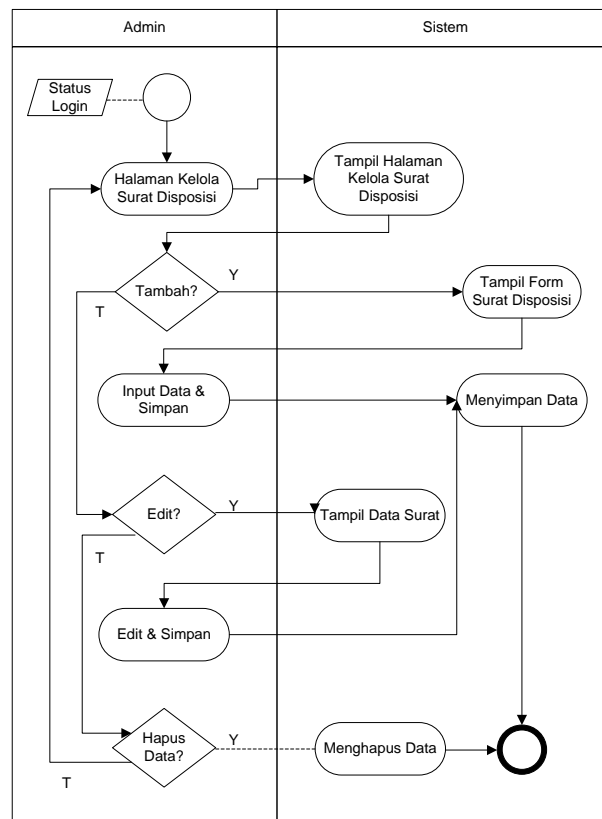 Admin
Sistem
Status
Login
Halaman Kelola
Surat Disposisi
Tampil Halaman
Kelola Surat
Disposisi
Tambah?
Y
T
Tampil Form
Surat Disposisi
Input Data &
Simpan
Menyimpan Data
Edit?
Y
T
Tampil Data Surat
Edit & Simpan
Hapus
Data?
Y
T
Menghapus Data